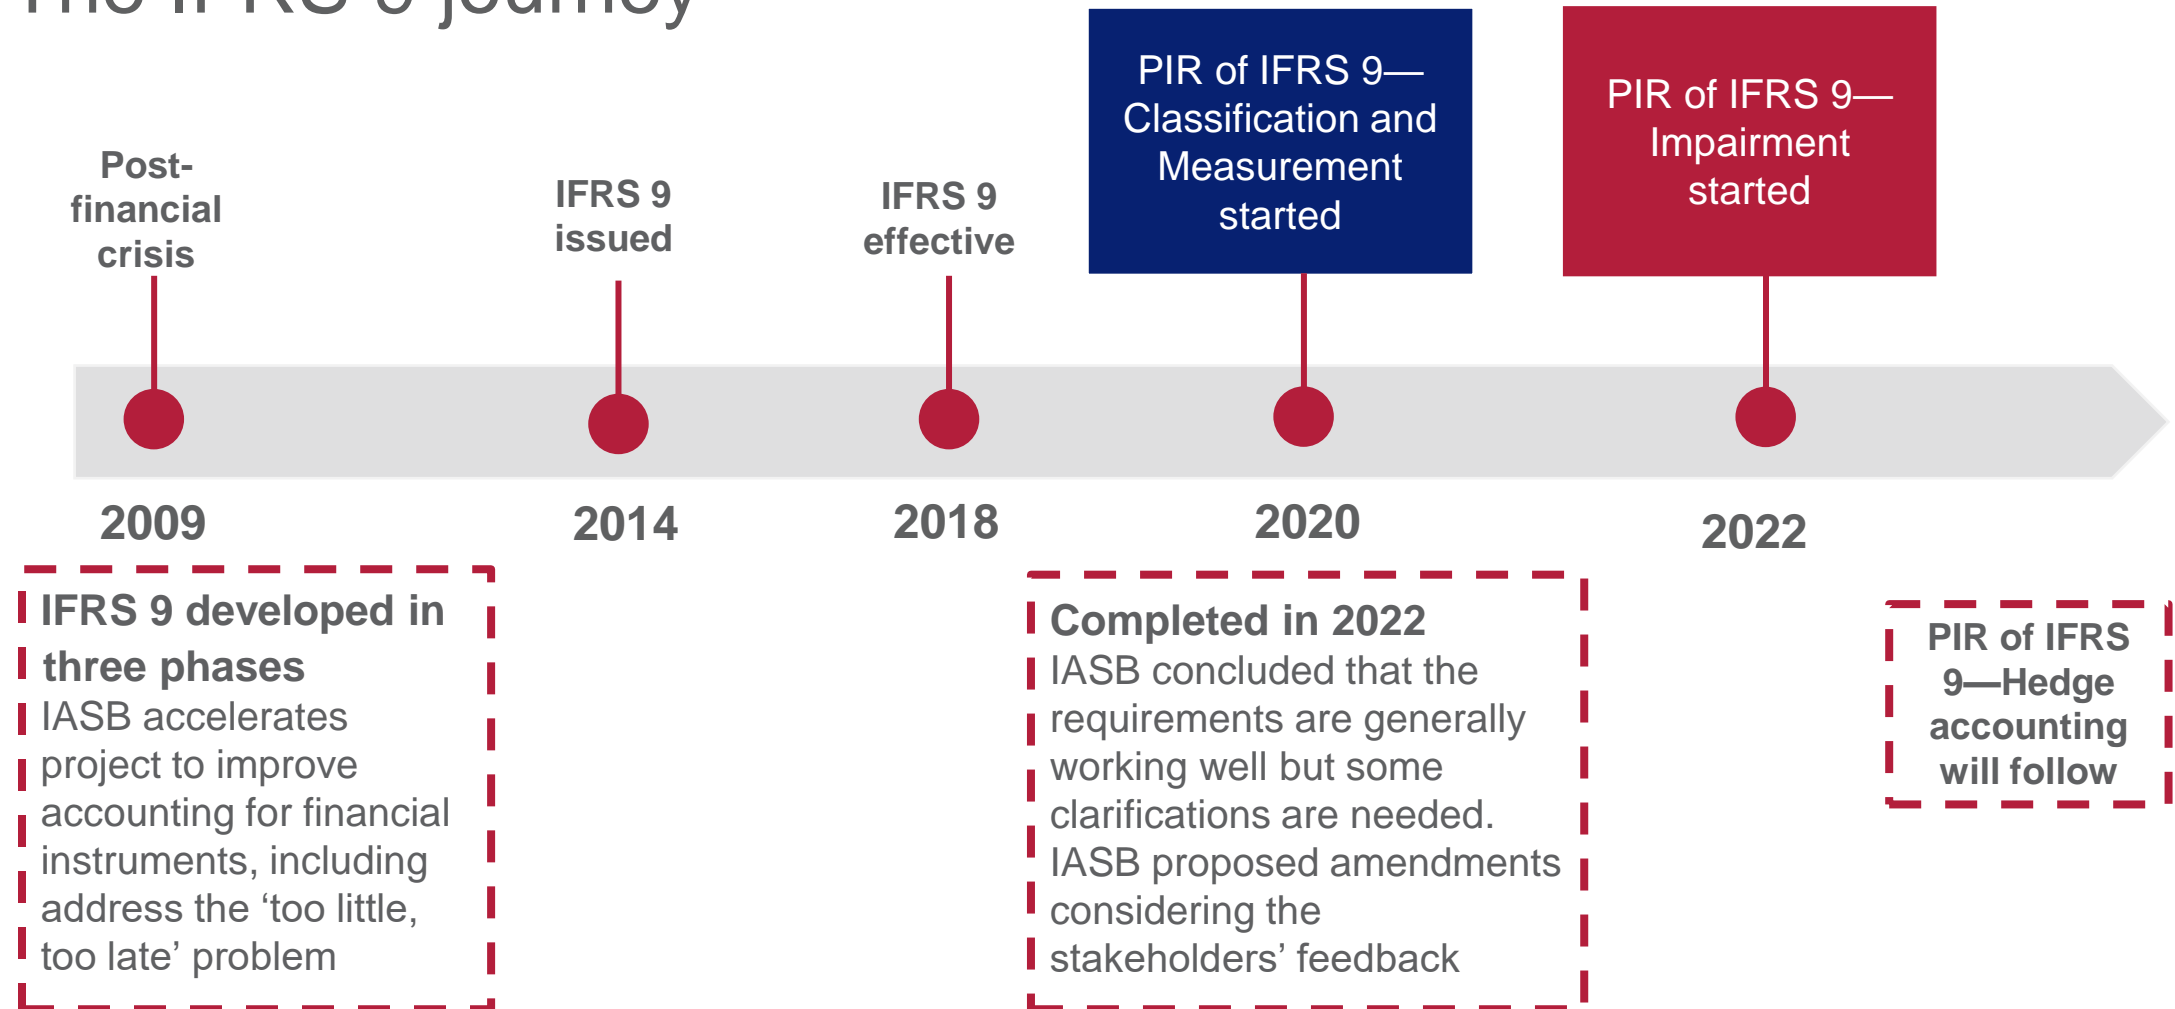 The IFRS 9 journey
Post-
financial
crisis
IFRS 9
issued
IFRS 9
effective
PIR of IFRS 9—
Classification and
Measurement
started
PIR of IFRS 9—
Impairment
started
2009
2014
2018
2020
2022
IFRS 9 developed in
three phases
IASB accelerates
project to improve
accounting for financial
instruments, including
address the ‘too little,
too late’ problem
Completed in 2022
IASB concluded that the
requirements are generally
working well but some
clarifications are needed.
IASB proposed amendments
considering the
stakeholders’ feedback
PIR of IFRS
9—Hedge
accounting
will follow